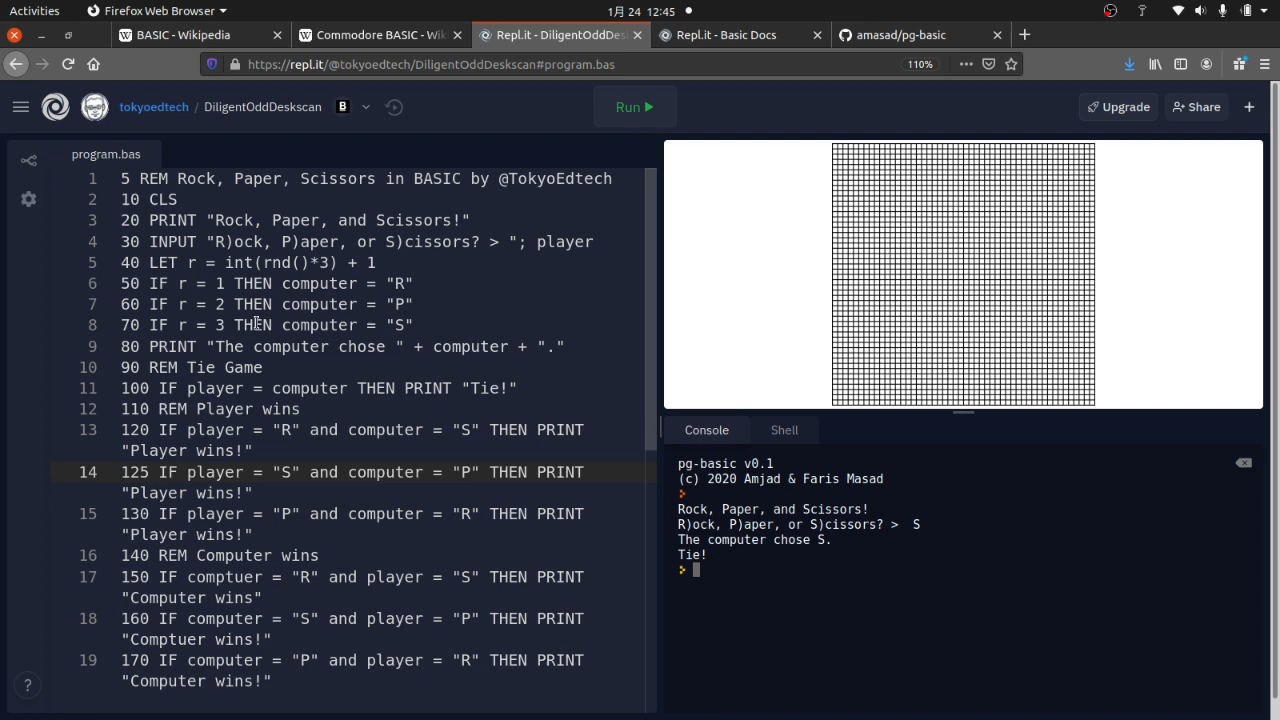 Activities
Firefox Web Browser
1月 24 12:45
BASIC - Wikipedia
Commodore BASIC - Wik
Repl.it - DiligentOddDes
Repl.it - Basic Docs
amasad/pg-basic
https://repl.it/@tokyoedtech/DiligentOddDeskscan#program.bas
110%
tokyoedtech / DiligentOddDeskscan
B
Run
Upgrade
Share
program.bas
1 5 REM Rock, Paper, Scissors in BASIC by @TokyoEdtech
2 10 CLS
3 20 PRINT "Rock, Paper, and Scissors!"
4 30 INPUT "R)ock, P)aper, or S)cissors? > "; player
5 40 LET r = int(rnd()*3) + 1
6 50 IF r = 1 THEN computer = "R"
7 60 IF r = 2 THEN computer = "P"
8 70 IF r = 3 THEN computer = "S"
9 80 PRINT "The computer chose " + computer + "."
10 90 REM Tie Game
11 100 IF player = computer THEN PRINT "Tie!"
12 110 REM Player wins
13 120 IF player = "R" and computer = "S" THEN PRINT
"Player wins!"
14 125 IF player = "S" and computer = "P" THEN PRINT
"Player wins!"
15 130 IF player = "P" and computer = "R" THEN PRINT
"Player wins!"
16 140 REM Computer wins
17 150 IF comptuer = "R" and player = "S" THEN PRINT
"Computer wins"
18 160 IF computer = "S" and player = "P" THEN PRINT
"Comptuer wins!"
19 170 IF computer = "P" and player = "R" THEN PRINT
"Computer wins!"
?
Console
Shell
pg-basic v0.1
(c) 2020 Amjad & Faris Masad
Rock, Paper, and Scissors!
R)ock, P)aper, or S)cissors? > S
The computer chose S.
Tie!